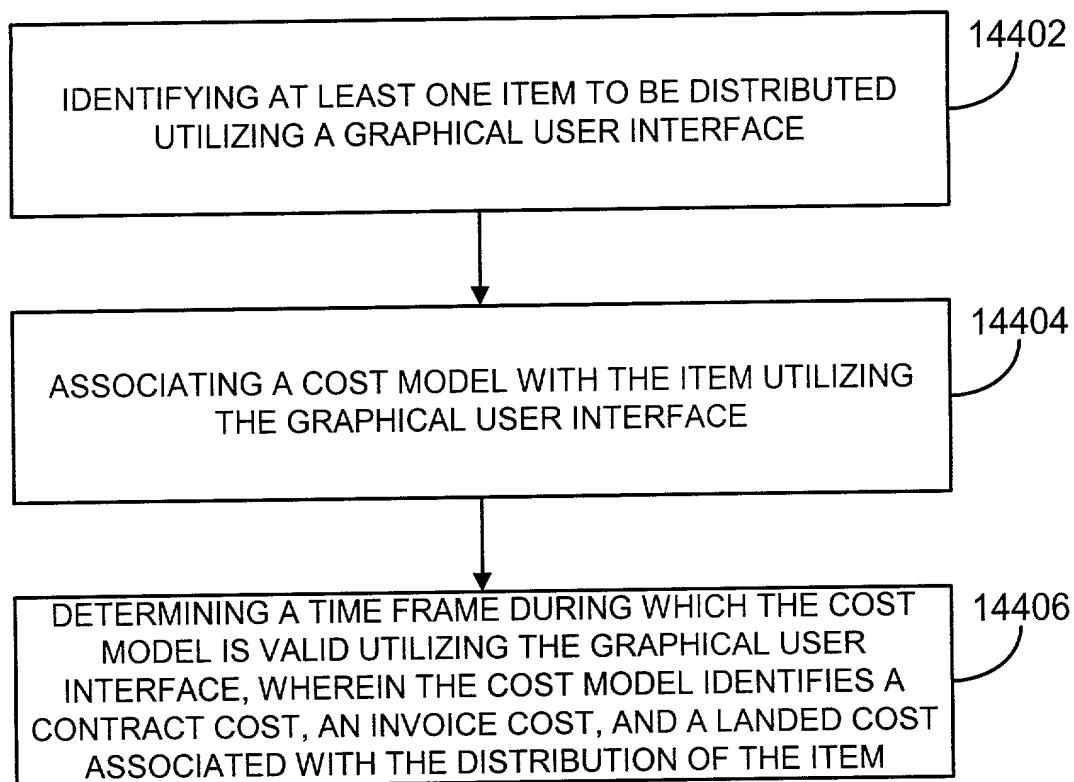 14402
IDENTIFYING AT LEAST ONE ITEM TO BE DISTRIBUTED
UTILIZING A GRAPHICAL USER INTERFACE
14404
ASSOCIATING A COST MODEL WITH THE ITEM UTILIZING
THE GRAPHICAL USER INTERFACE
14406
DETERMINING A TIME FRAME DURING WHICH THE COST
MODEL IS VALID UTILIZING THE GRAPHICAL USER
INTERFACE, WHEREIN THE COST MODEL IDENTIFIES A
CONTRACT COST, AN INVOICE COST, AND A LANDED COST
ASSOCIATED WITH THE DISTRIBUTION OF THE ITEM